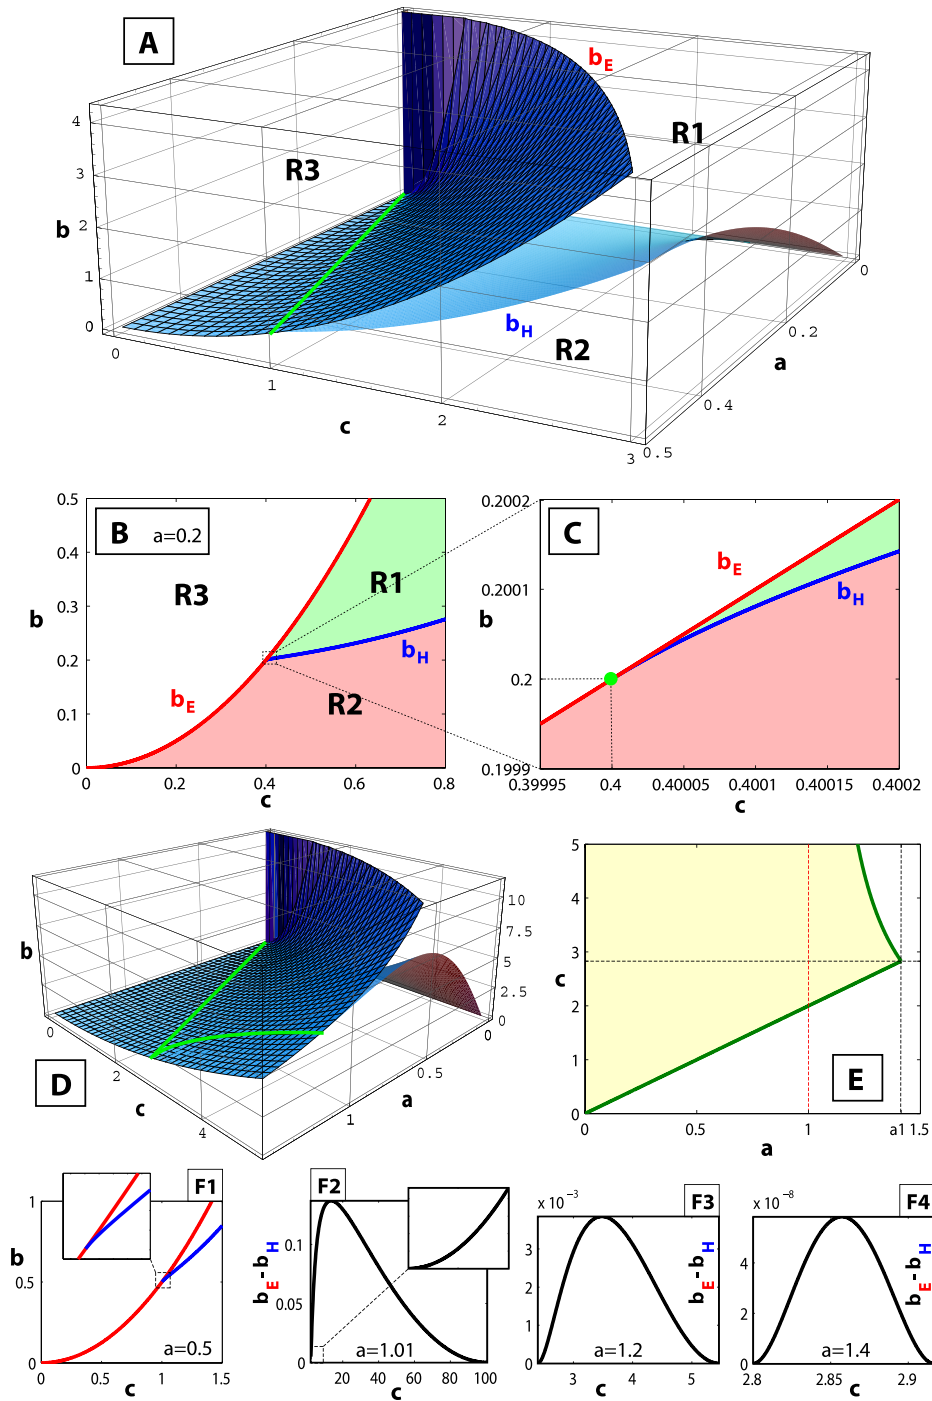 A
b_E
R1
R3
4
3
2
1
0
b
b_H
R2
0
1
2
3
c
0
0.2
0.4
0.5
a
B a=0.2
0.5
0.4
0.3
0.2
0.1
0
b
R3
R1
b_H
b_E
R2
0 0.2 0.4 0.6 0.8
c
C
0.2002
0.2001
0.2
0.1999
b
b_E
b_H
0.39995 0.4 0.40005 0.4001 0.40015 0.4002
c
D
b
10
7.5
5
2.5
0
0
0.5
1
a
0
2
4
c
E
5
4
3
2
1
0
c
0 0.5 1 a1 1.5
a
F1
1
0.5
0
b
a=0.5
0 0.5 1.0 1.5
c
F2
0.1
0.05
0
b_E - b_H
a=1.01
20 40 60 80 100
c
x 10⁻³
F3
3
2
1
0
b_E - b_H
a=1.2
3 4 5
c
x 10⁻⁸
F4
4
2
0
b_E - b_H
a=1.4
2.8 2.85 2.9
c